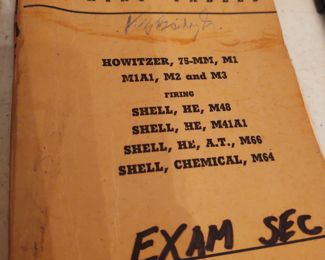 HOWITZER, 75-MM, M1
M1A1, M2 and M3
FIRING
SHELL, HE, M48
SHELL, HE, M41A1
SHELL, HE, A.T., M66
SHELL, CHEMICAL, M64
EXAM SEC